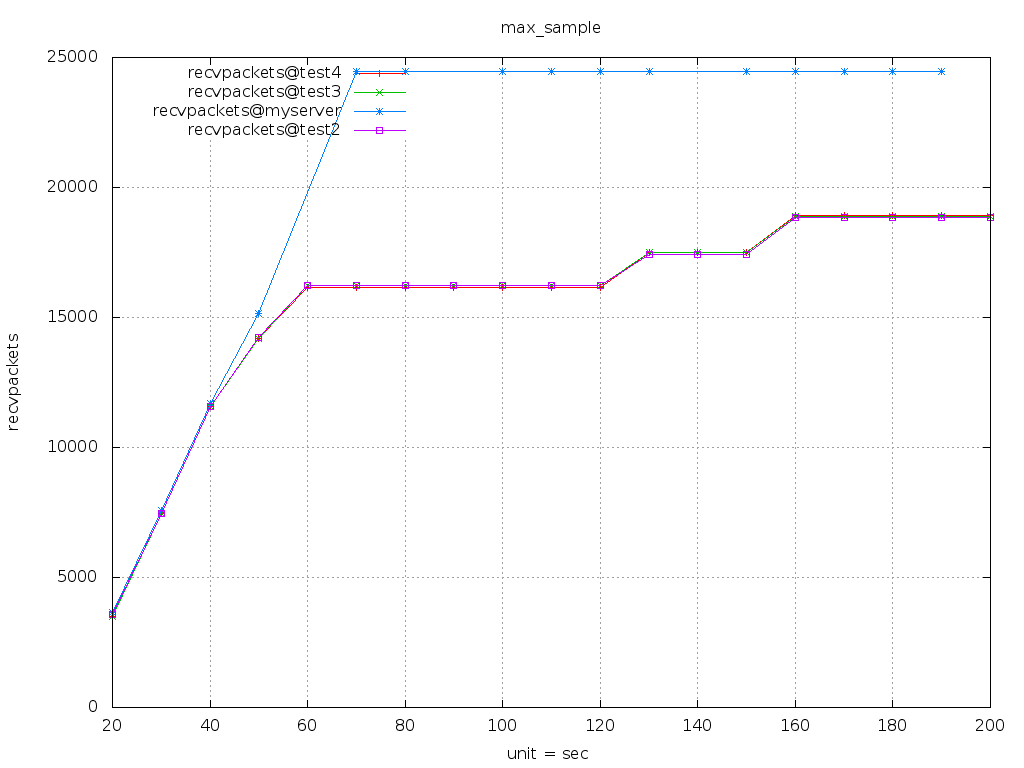 max_sample
25000
recvpackets@test4
recvpackets@test3
recvpackets@myserver
recvpackets@test2
20000
15000
10000
5000
0
recvpackets
20 40 60 80 100 120 140 160 180 200
unit = sec